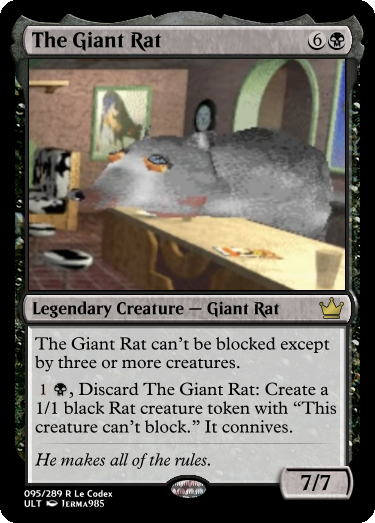 The Giant Rat 6
Legendary Creature — Giant Rat
The Giant Rat can't be blocked except
by three or more creatures.
1 , Discard The Giant Rat: Create a
1/1 black Rat creature token with “This
creature can't block.” It connives.
He makes all of the rules.
7/7
095/289 R Le Codex
ULT Jerma985